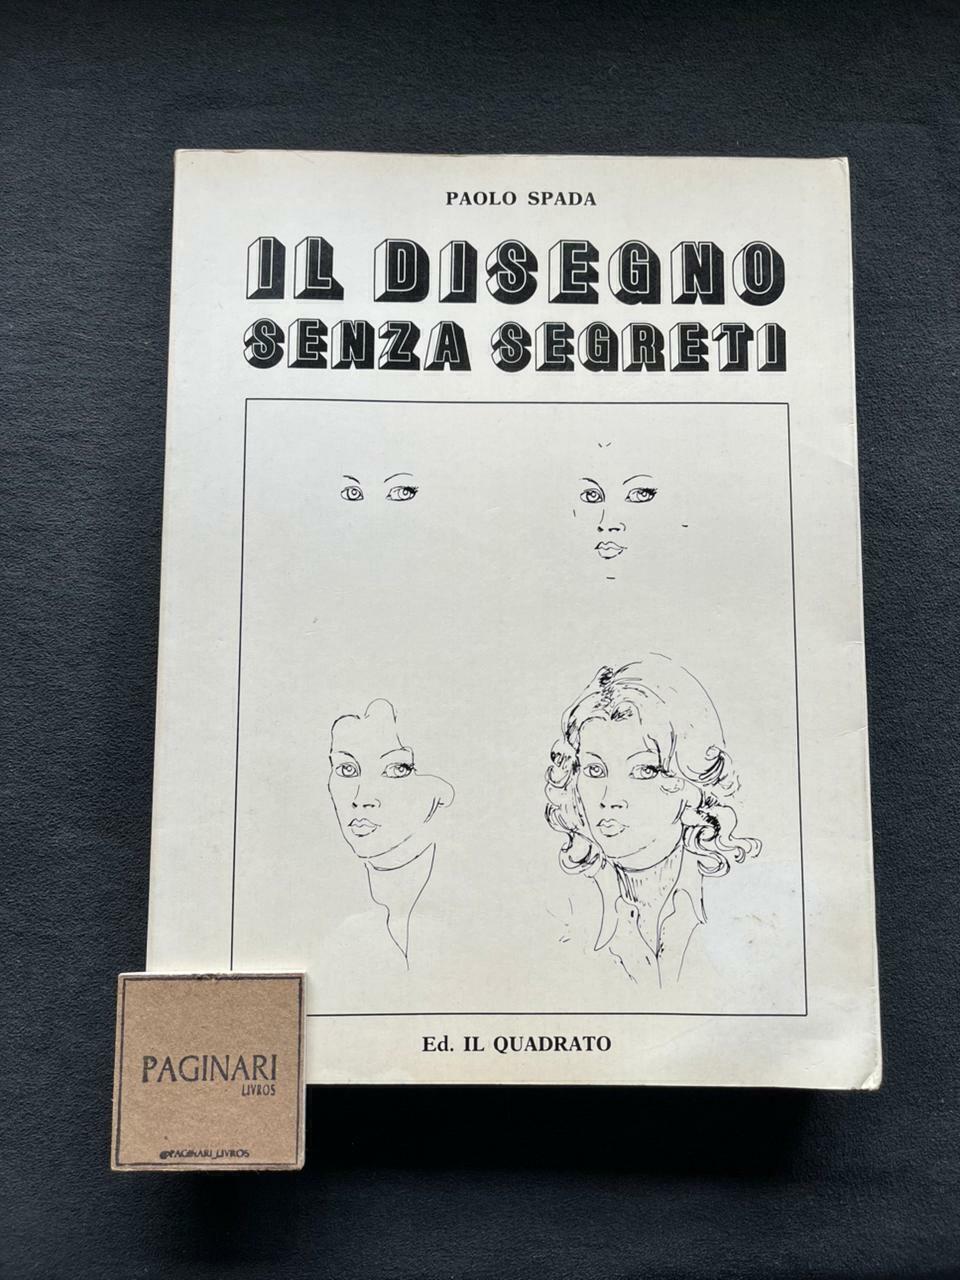 PAOLO SPADA
IL DISEGNO
SENZA SEGRETI
Ed. IL QUADRATO
PAGINARI
LIVROS
@PAGINARI_LIVROS